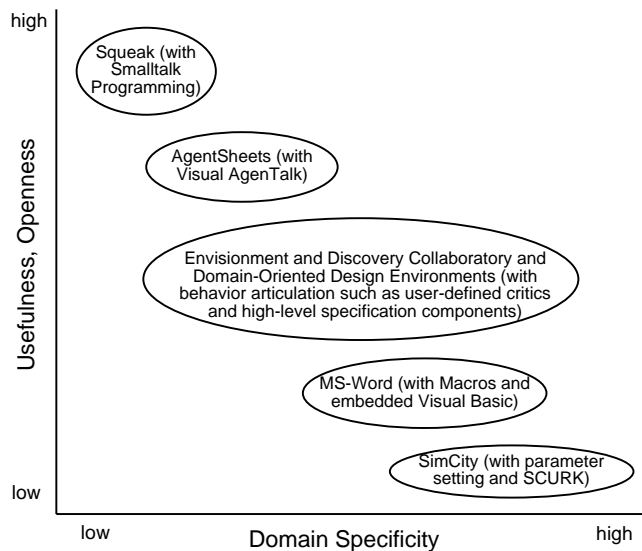 high
Squeak (with
Smalltalk
Programming)
AgentSheets (with
Visual AgenTalk)
Usefulness, Openness
Envisionment and Discovery Collaboratory and
Domain-Oriented Design Environments (with
behavior articulation such as user-defined critics
and high-level specification components)
MS-Word (with Macros and
embedded Visual Basic)
SimCity (with parameter
setting and SCURK)
low
low
Domain Specificity
high